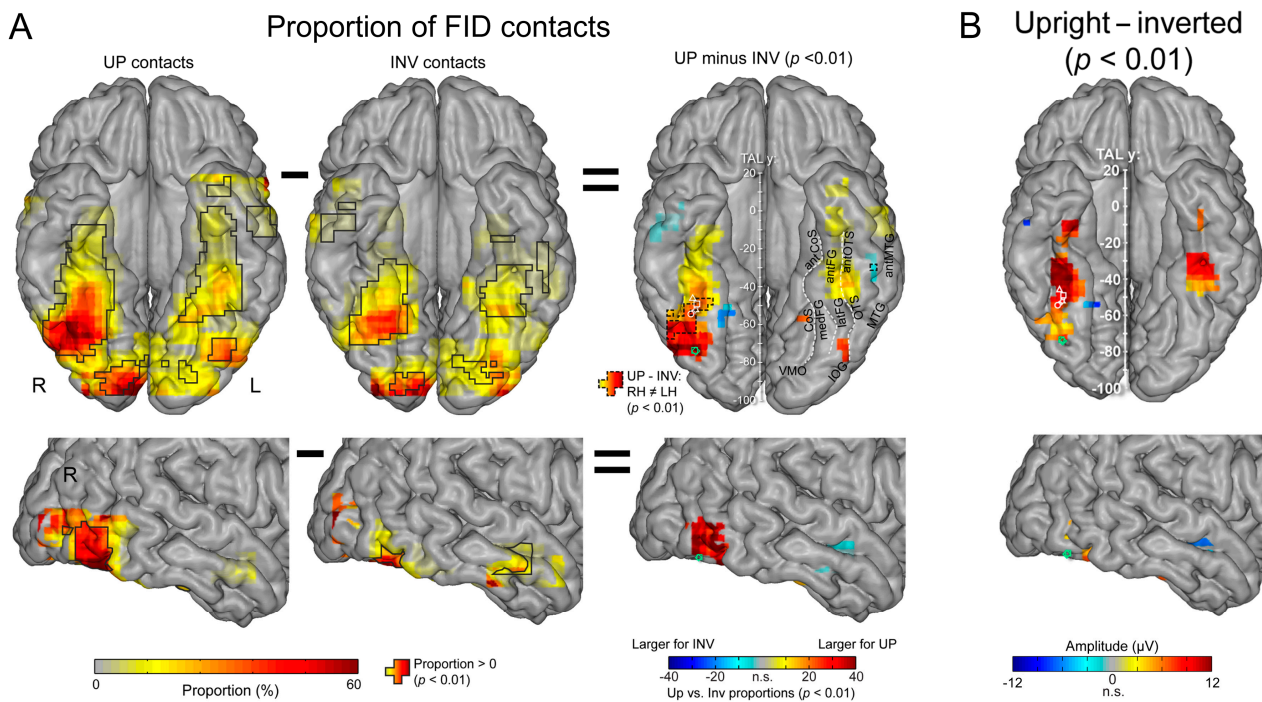 A
Proportion of FID contacts
UP contacts
INV contacts
UP minus INV (p <0.01)
TAL y:
20
0
-20
-40
-60
-80
-100
ant CoS
antFG
antOTS
antMTG
CoS
medFG
latFG
OTS
MTG
VMO
IOG
R
L
UP - INV:
RH ≠ LH
(p < 0.01)
R
0
60
Proportion (%)
Proportion > 0
(p < 0.01)
Larger for INV
Larger for UP
-40
-20
n.s.
20
40
Up vs. Inv proportions (p < 0.01)
B
Upright – inverted
(p < 0.01)
TAL y:
20
0
-20
-40
-60
-80
-100
Amplitude (µV)
-12
0
12
n.s.